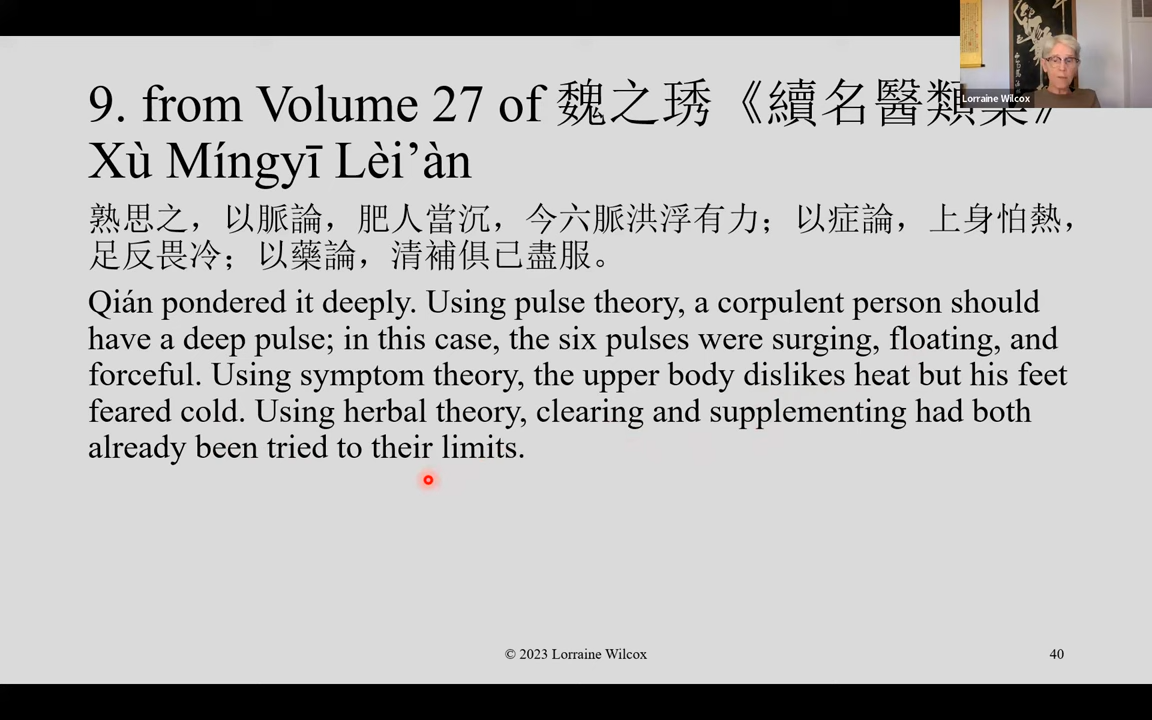 9. from Volume 27 of 魏之琇《續名醫類案》
Xù Míngyī Lèi’àn
熟思之，以脈論，肥人當沉，今六脈洪浮有力；以症論，上身怕熱，
足反畏冷；以藥論，清補俱已盡服。
Qián pondered it deeply. Using pulse theory, a corpulent person should
have a deep pulse; in this case, the six pulses were surging, floating, and
forceful. Using symptom theory, the upper body dislikes heat but his feet
feared cold. Using herbal theory, clearing and supplementing had both
already been tried to their limits.
© 2023 Lorraine Wilcox
40
Lorraine Wilcox